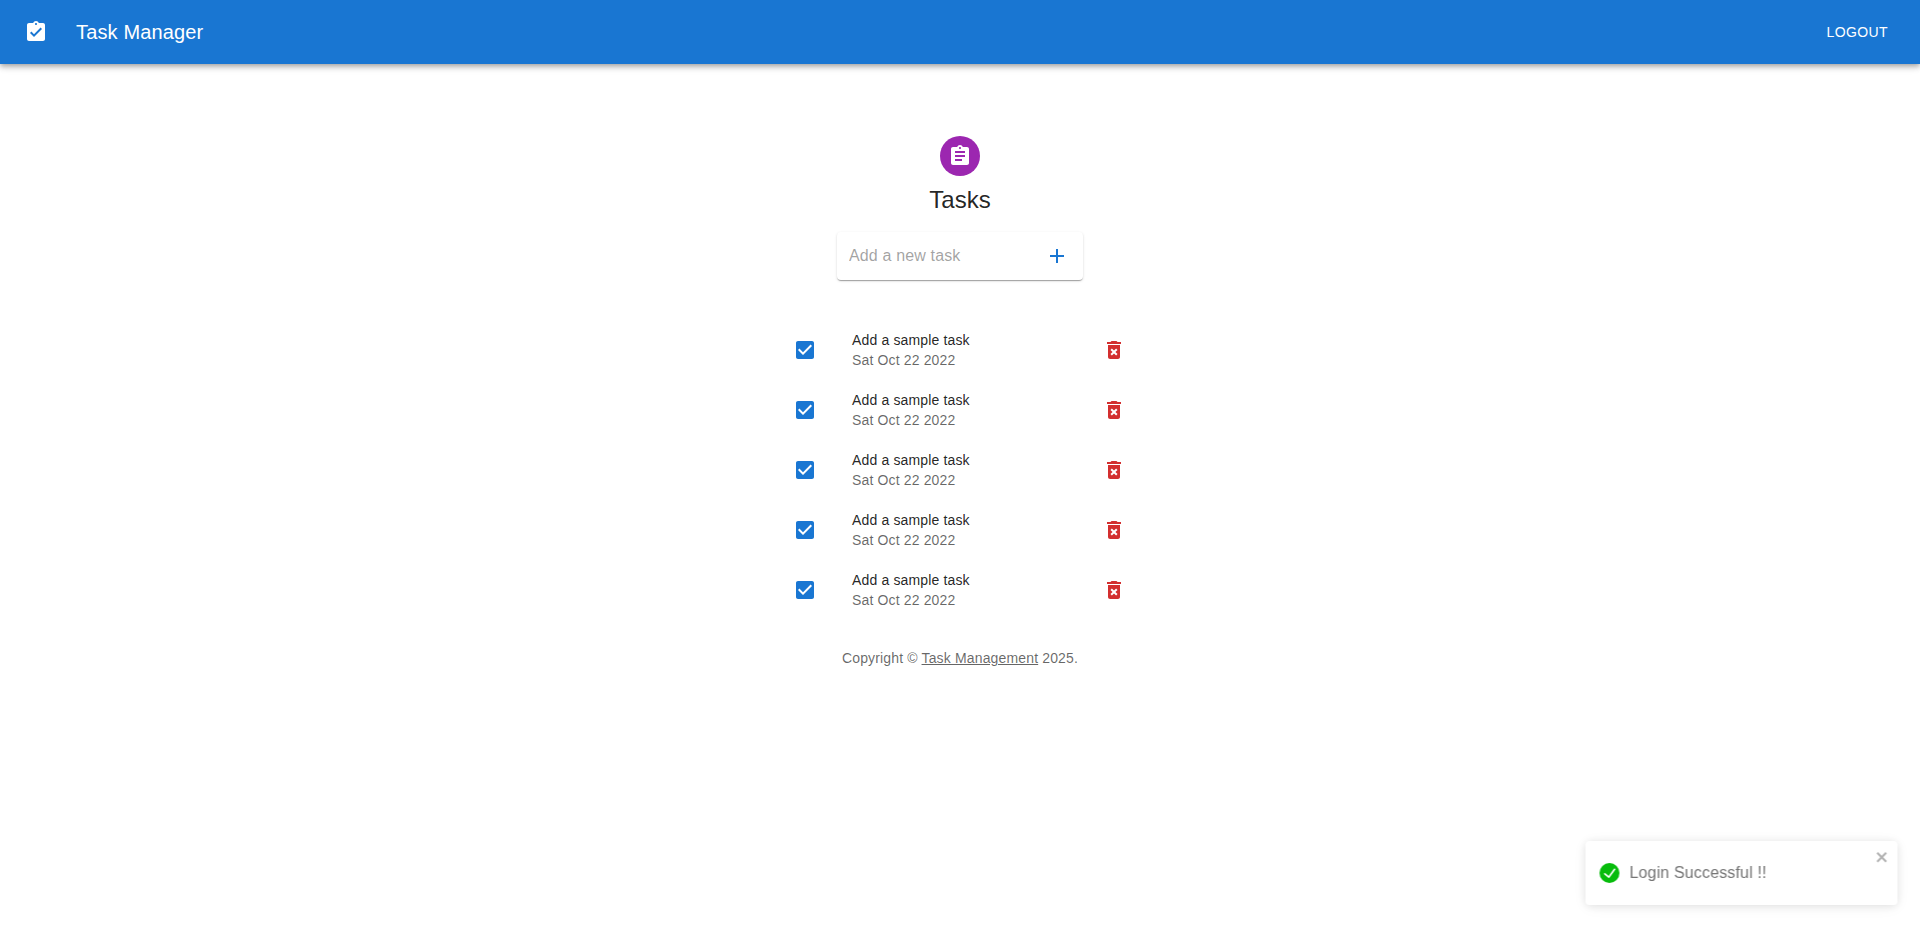 Task Manager
LOGOUT
Tasks
Add a new task
Add a sample task
Sat Oct 22 2022
Add a sample task
Sat Oct 22 2022
Add a sample task
Sat Oct 22 2022
Add a sample task
Sat Oct 22 2022
Add a sample task
Sat Oct 22 2022
Copyright © Task Management 2025.
Login Successful !!